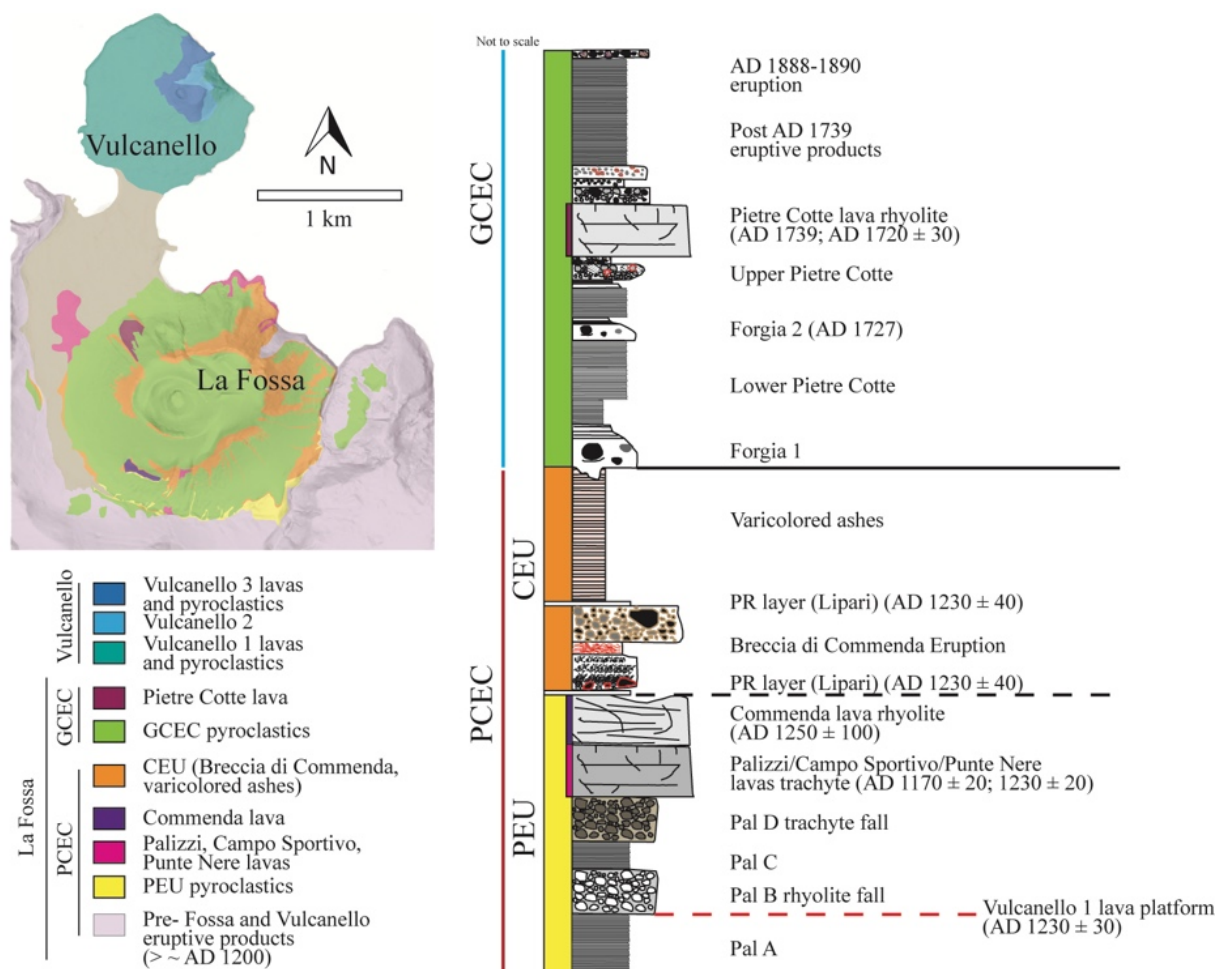 Vulcanello
N
1 km
La Fossa
Vulcanello
Vulcanello 3 lavas
and pyroclastics
Vulcanello 2
Vulcanello 1 lavas
and pyroclastics
La Fossa
GCEC
Pietre Cotte lava
GCEC pyroclastics
PCEC
CEU (Breccia di Commenda,
varicolored ashes)
Commenda lava
Palizzi, Campo Sportivo,
Punte Nere lavas
PEU pyroclastics
Pre- Fossa and Vulcanello
eruptive products
(> ~ AD 1200)
Not to scale
GCEC
PCEC
CEU
PEU
AD 1888-1890
eruption
Post AD 1739
eruptive products
Pietre Cotte lava rhyolite
(AD 1739; AD 1720 ± 30)
Upper Pietre Cotte
Forgia 2 (AD 1727)
Lower Pietre Cotte
Forgia 1
Varicolored ashes
PR layer (Lipari) (AD 1230 ± 40)
Breccia di Commenda Eruption
PR layer (Lipari) (AD 1230 ± 40)
Commenda lava rhyolite
(AD 1250 ± 100)
Palizzi/Campo Sportivo/Punte Nere
lavas trachyte (AD 1170 ± 20; 1230 ± 20)
Pal D trachyte fall
Pal C
Pal B rhyolite fall
Vulcanello 1 lava platform
(AD 1230 ± 30)
Pal A